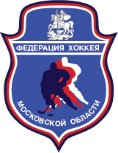 ФЕДЕРАЦИЯ ХОККЕЯ
МОСКОВСКОЙ ОБЛАСТИ